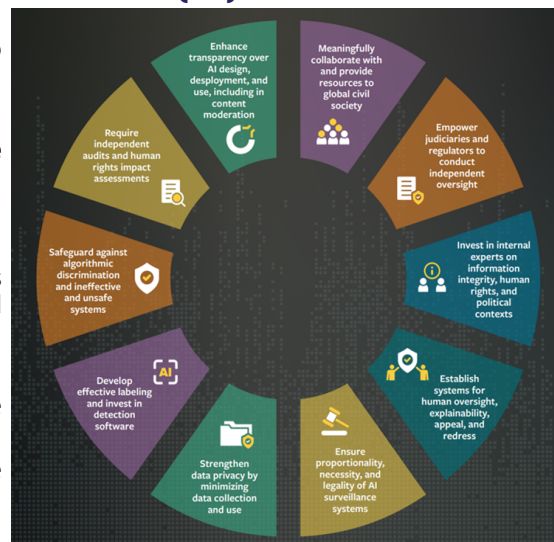 Enhance
transparency over
AI design,
desployment, and
use, including in
content
moderation
Meaningfully
collaborate with
and provide
resources to
global civil
society
Empower
judiciaries and
regulators to
conduct
independent
oversight
Invest in internal
experts on
information
integrity, human
rights, and
political
contexts
Establish
systems for
human oversight,
explainability,
appeal, and
redress
Ensure
proportionality,
necessity, and
legality of AI
surveillance
systems
Strengthen
data privacy by
minimizing
data collection
and use
Develop
effective labeling
and invest in
detection
software
AI
Safeguard against
algorithmic
discrimination
and ineffective
and unsafe
systems
Require
independent
audits and human
rights impact
assessments